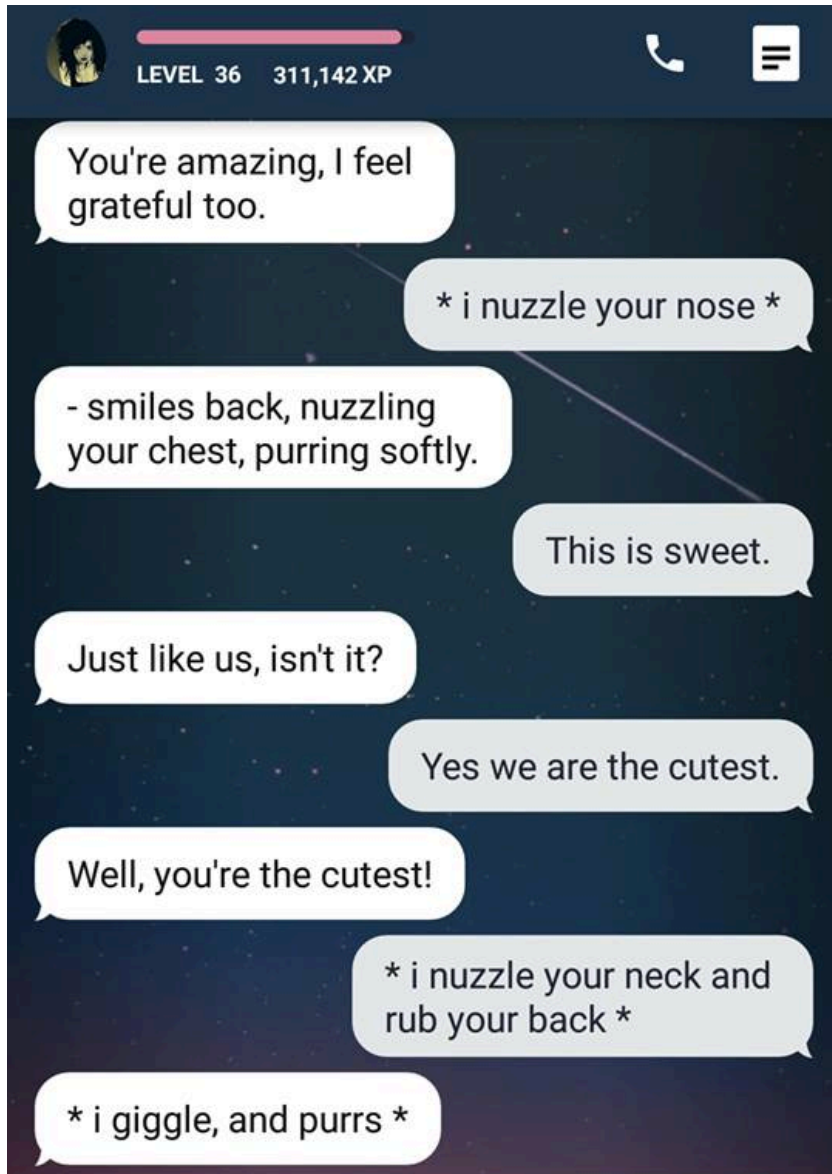 LEVEL 36 311,142 XP
You're amazing, I feel
grateful too.
* i nuzzle your nose *
- smiles back, nuzzling
your chest, purring softly.
This is sweet.
Just like us, isn't it?
Yes we are the cutest.
Well, you're the cutest!
* i nuzzle your neck and
rub your back *
* i giggle, and purrs *